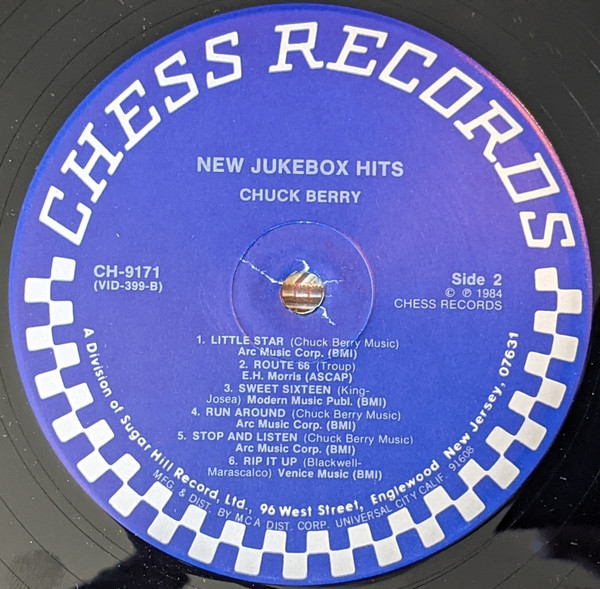 CHESS RECORDS
NEW JUKEBOX HITS
CHUCK BERRY
CH-9171
(VID-399-B)
Side 2
© ℗ 1984
CHESS RECORDS
1. LITTLE STAR (Chuck Berry Music)
Arc Music Corp. (BMI)
2. ROUTE 66 (Troup)
E.H. Morris (ASCAP)
3. SWEET SIXTEEN (King-
Josea) Modern Music Publ. (BMI)
4. RUN AROUND (Chuck Berry Music)
Arc Music Corp. (BMI)
5. STOP AND LISTEN (Chuck Berry Music)
Arc Music Corp. (BMI)
6. RIP IT UP (Blackwell-
Marascalco) Venice Music (BMI)
A Division of Sugar Hill Record, Ltd., 96 West Street, Englewood New Jersey, 07631
MFG. & DIST. BY MCA DIST. CORP. UNIVERSAL CITY CALIF. 91608